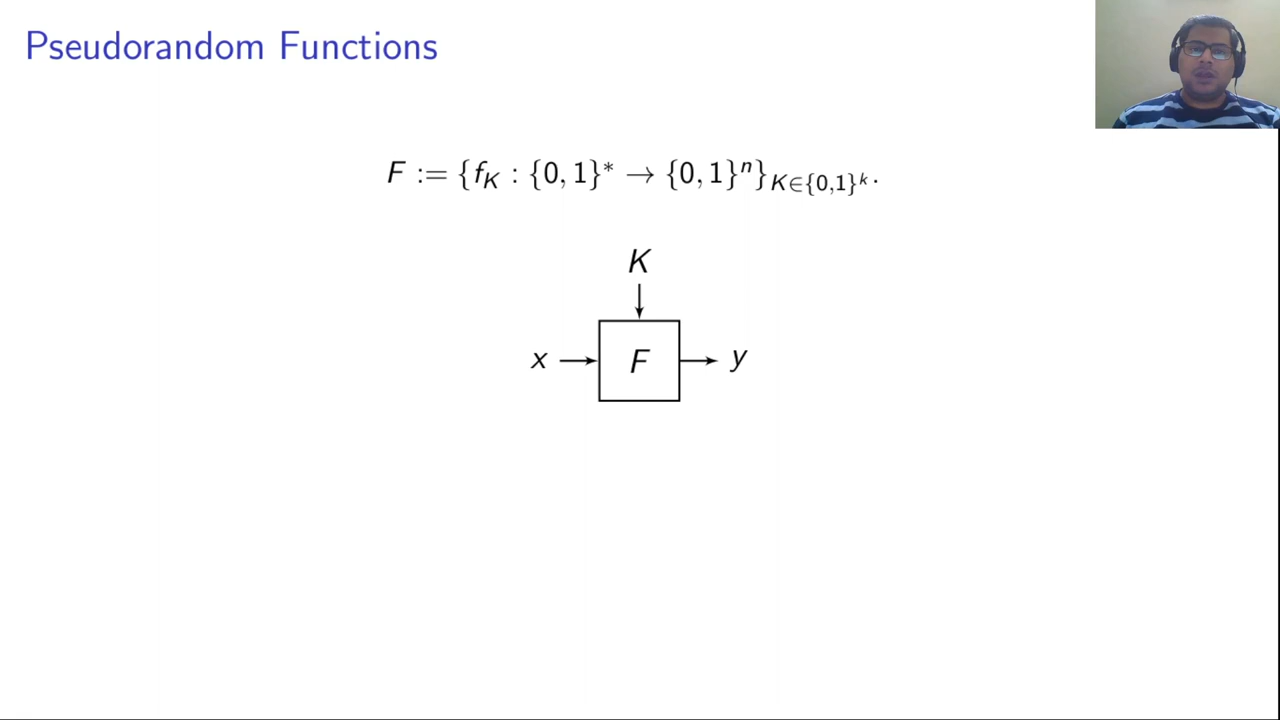 Pseudorandom Functions
F := {f_K : {0, 1}* → {0, 1}^n}_{K∈{0,1}^k}.
K
x → F → y